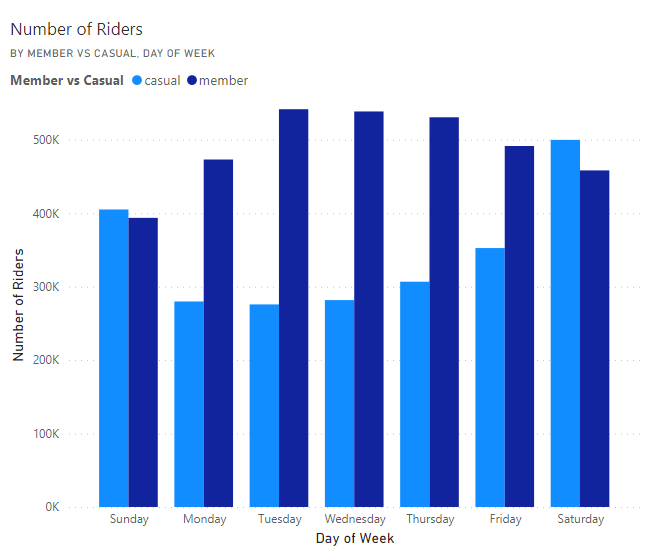 Number of Riders
BY MEMBER VS CASUAL, DAY OF WEEK
Member vs Casual casual member
500K
400K
300K
200K
100K
0K
Number of Riders
Sunday Monday Tuesday Wednesday Thursday Friday Saturday
Day of Week